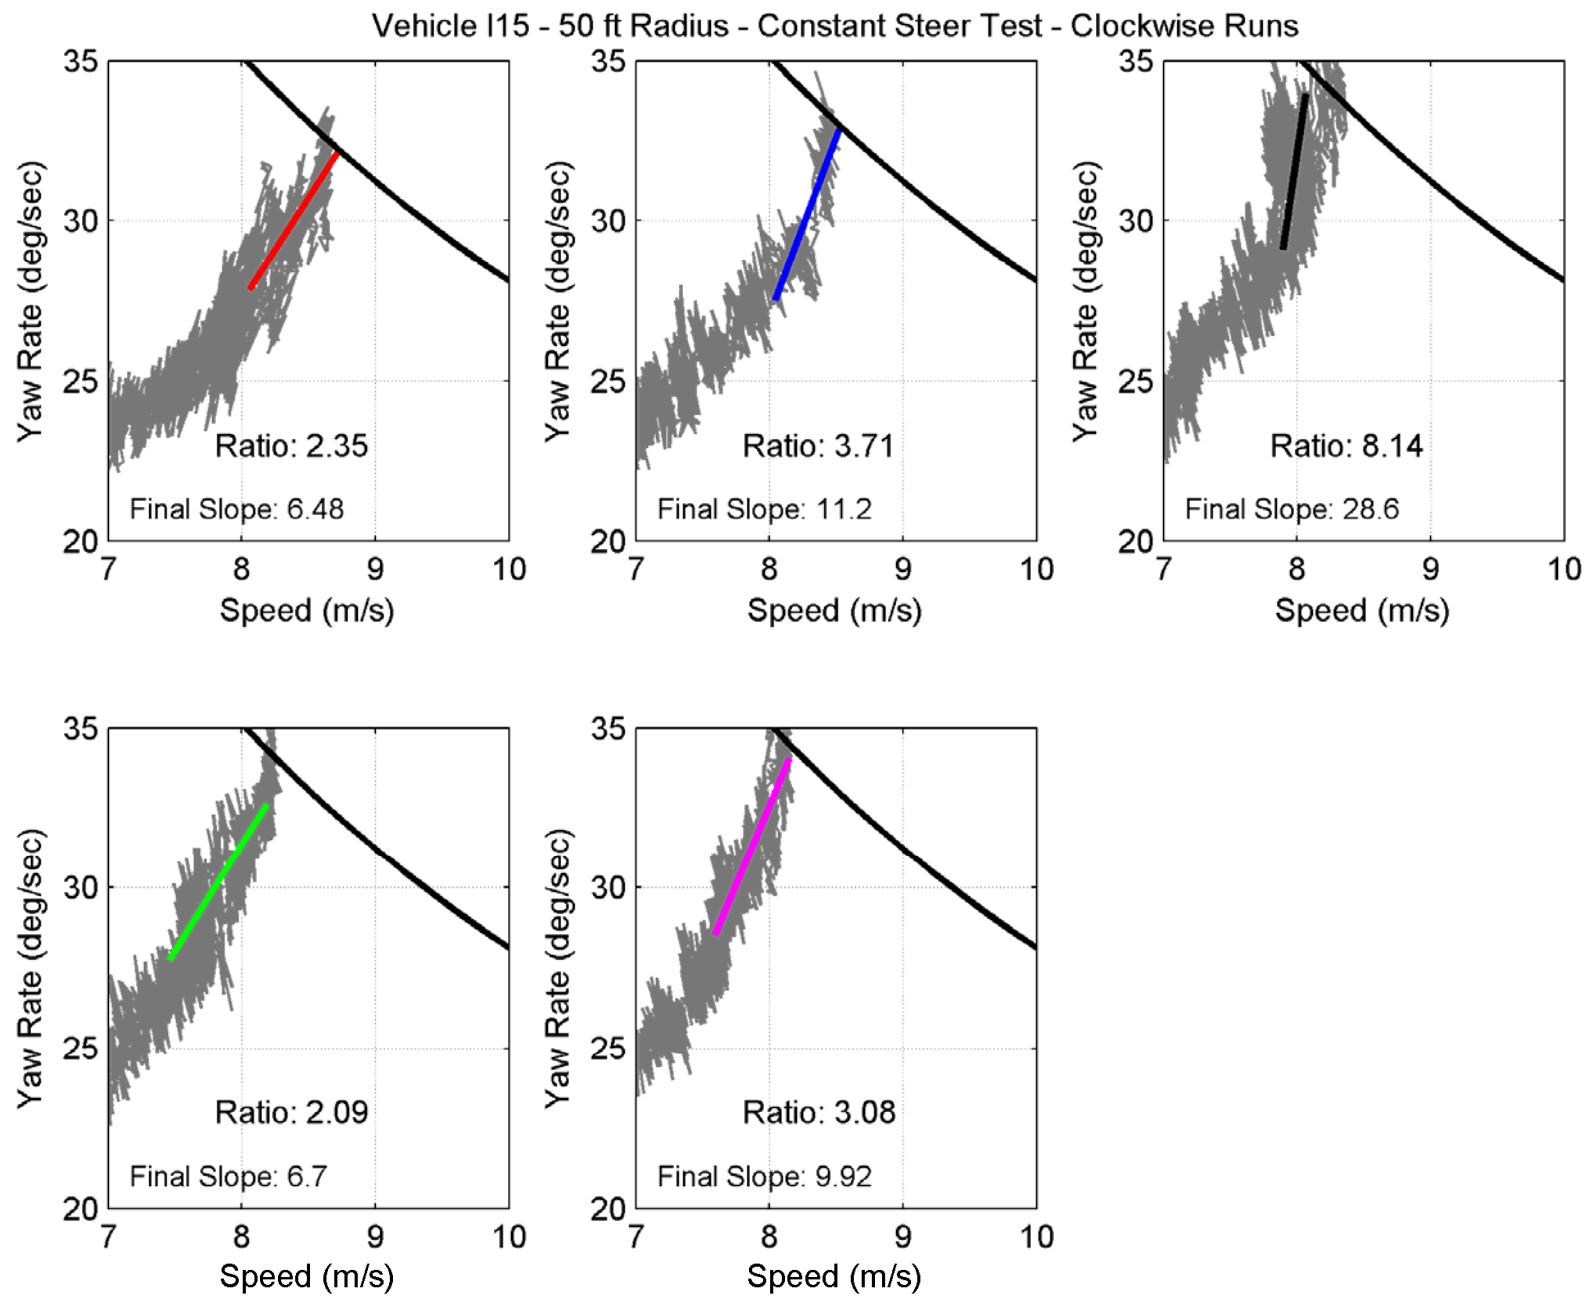 Vehicle I15 - 50 ft Radius - Constant Steer Test - Clockwise Runs
35
30
25
20
Yaw Rate (deg/sec)
Ratio: 2.35
Final Slope: 6.48
7 8 9 10
Speed (m/s)
35
30
25
20
Yaw Rate (deg/sec)
Ratio: 3.71
Final Slope: 11.2
7 8 9 10
Speed (m/s)
35
30
25
20
Yaw Rate (deg/sec)
Ratio: 8.14
Final Slope: 28.6
7 8 9 10
Speed (m/s)
35
30
25
20
Yaw Rate (deg/sec)
Ratio: 2.09
Final Slope: 6.7
7 8 9 10
Speed (m/s)
35
30
25
20
Yaw Rate (deg/sec)
Ratio: 3.08
Final Slope: 9.92
7 8 9 10
Speed (m/s)